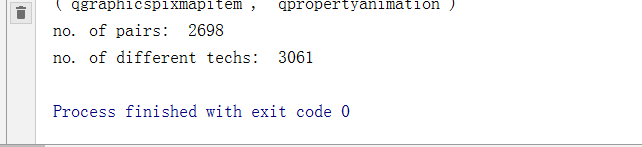 ( qgraphicspixmapitem ,  qpropertyanimation )
no. of pairs:  2698
no. of different techs:  3061
Process finished with exit code 0